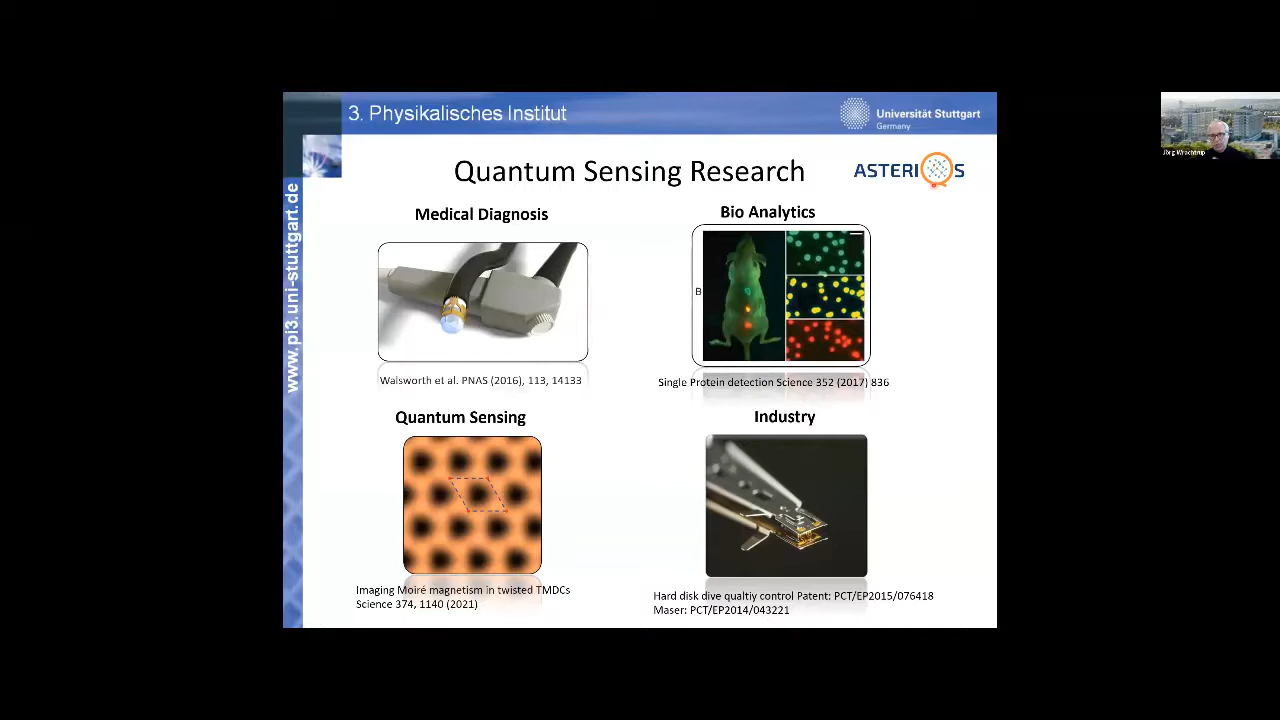 3. Physikalisches Institut
Universität Stuttgart
Germany
www.pi3.uni-stuttgart.de
Quantum Sensing Research
ASTERIQS
Medical Diagnosis
Bio Analytics
B
Walsworth et al. PNAS (2016), 113, 14133
Single Protein detection Science 352 (2017) 836
Quantum Sensing
Industry
Imaging Moiré magnetism in twisted TMDCs
Science 374, 1140 (2021)
Hard disk dive qualtiy control Patent: PCT/EP2015/076418
Maser: PCT/EP2014/043221
Jörg Wrachtrup